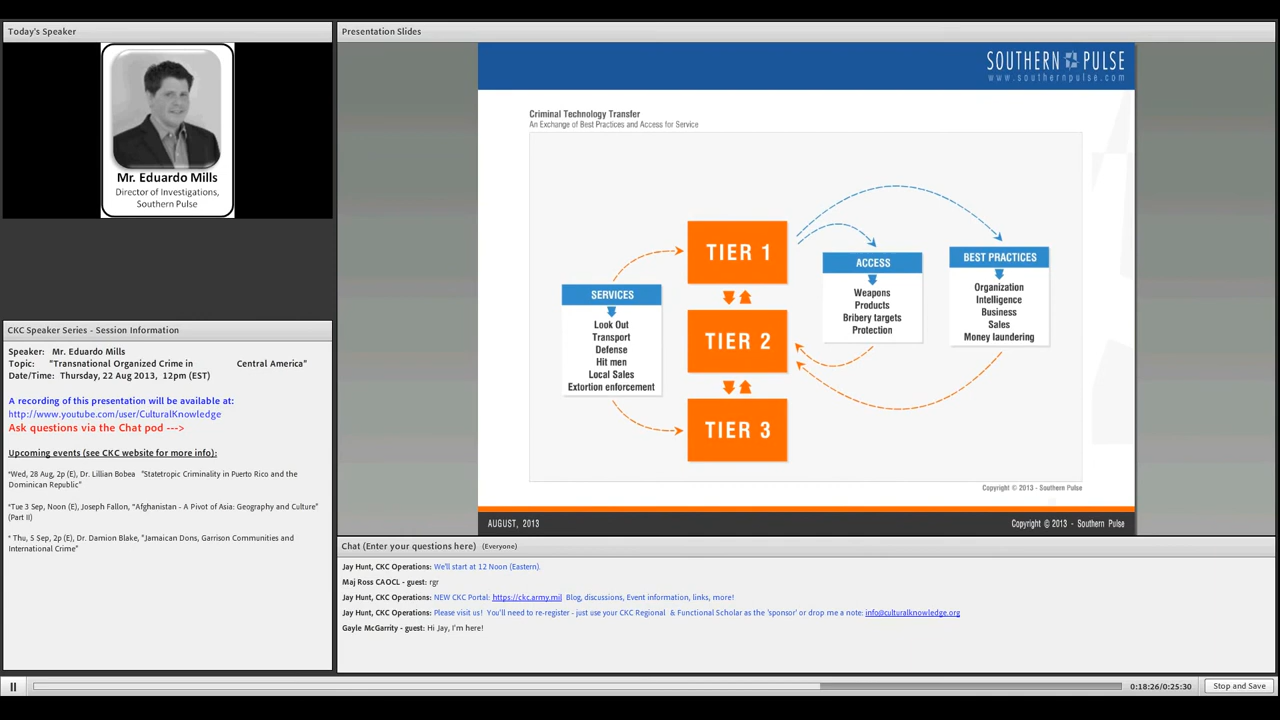 Today's Speaker
Mr. Eduardo Mills
Director of Investigations,
Southern Pulse
CKC Speaker Series - Session Information
Speaker: Mr. Eduardo Mills
Topic: "Transnational Organized Crime in Central America"
Date/Time: Thursday, 22 Aug 2013, 12pm (EST)
A recording of this presentation will be available at:
http://www.youtube.com/user/CulturalKnowledge
Ask questions via the Chat pod --->
Upcoming events (see CKC website for more info):
*Wed, 28 Aug, 2p (E), Dr. Lillian Bobea "Statetropic Criminality in Puerto Rico and the
Dominican Republic"
*Tue 3 Sep, Noon (E), Joseph Fallon, "Afghanistan - A Pivot of Asia: Geography and Culture"
(Part II)
* Thu, 5 Sep, 2p (E), Dr. Damion Blake, "Jamaican Dons, Garrison Communities and
International Crime"
Presentation Slides
SOUTHERN PULSE
www.southernpulse.com
Criminal Technology Transfer
An Exchange of Best Practices and Access for Service
SERVICES
Look Out
Transport
Defense
Hit men
Local Sales
Extortion enforcement
TIER 1
TIER 2
TIER 3
ACCESS
Weapons
Products
Bribery targets
Protection
BEST PRACTICES
Organization
Intelligence
Business
Sales
Money laundering
Copyright © 2013 - Southern Pulse
AUGUST, 2013
Copyright © 2013 - Southern Pulse
Chat (Enter your questions here) (Everyone)
Jay Hunt, CKC Operations: We'll start at 12 Noon (Eastern).
Maj Ross CAOCL - guest: rgr
Jay Hunt, CKC Operations: NEW CKC Portal: https://ckc.army.mil Blog, discussions, Event information, links, more!
Jay Hunt, CKC Operations: Please visit us! You'll need to re-register - just use your CKC Regional & Functional Scholar as the 'sponsor' or drop me a note: info@culturalknowledge.org
Gayle McGarrity - guest: Hi Jay, I'm here!
0:18:26/0:25:30
Stop and Save